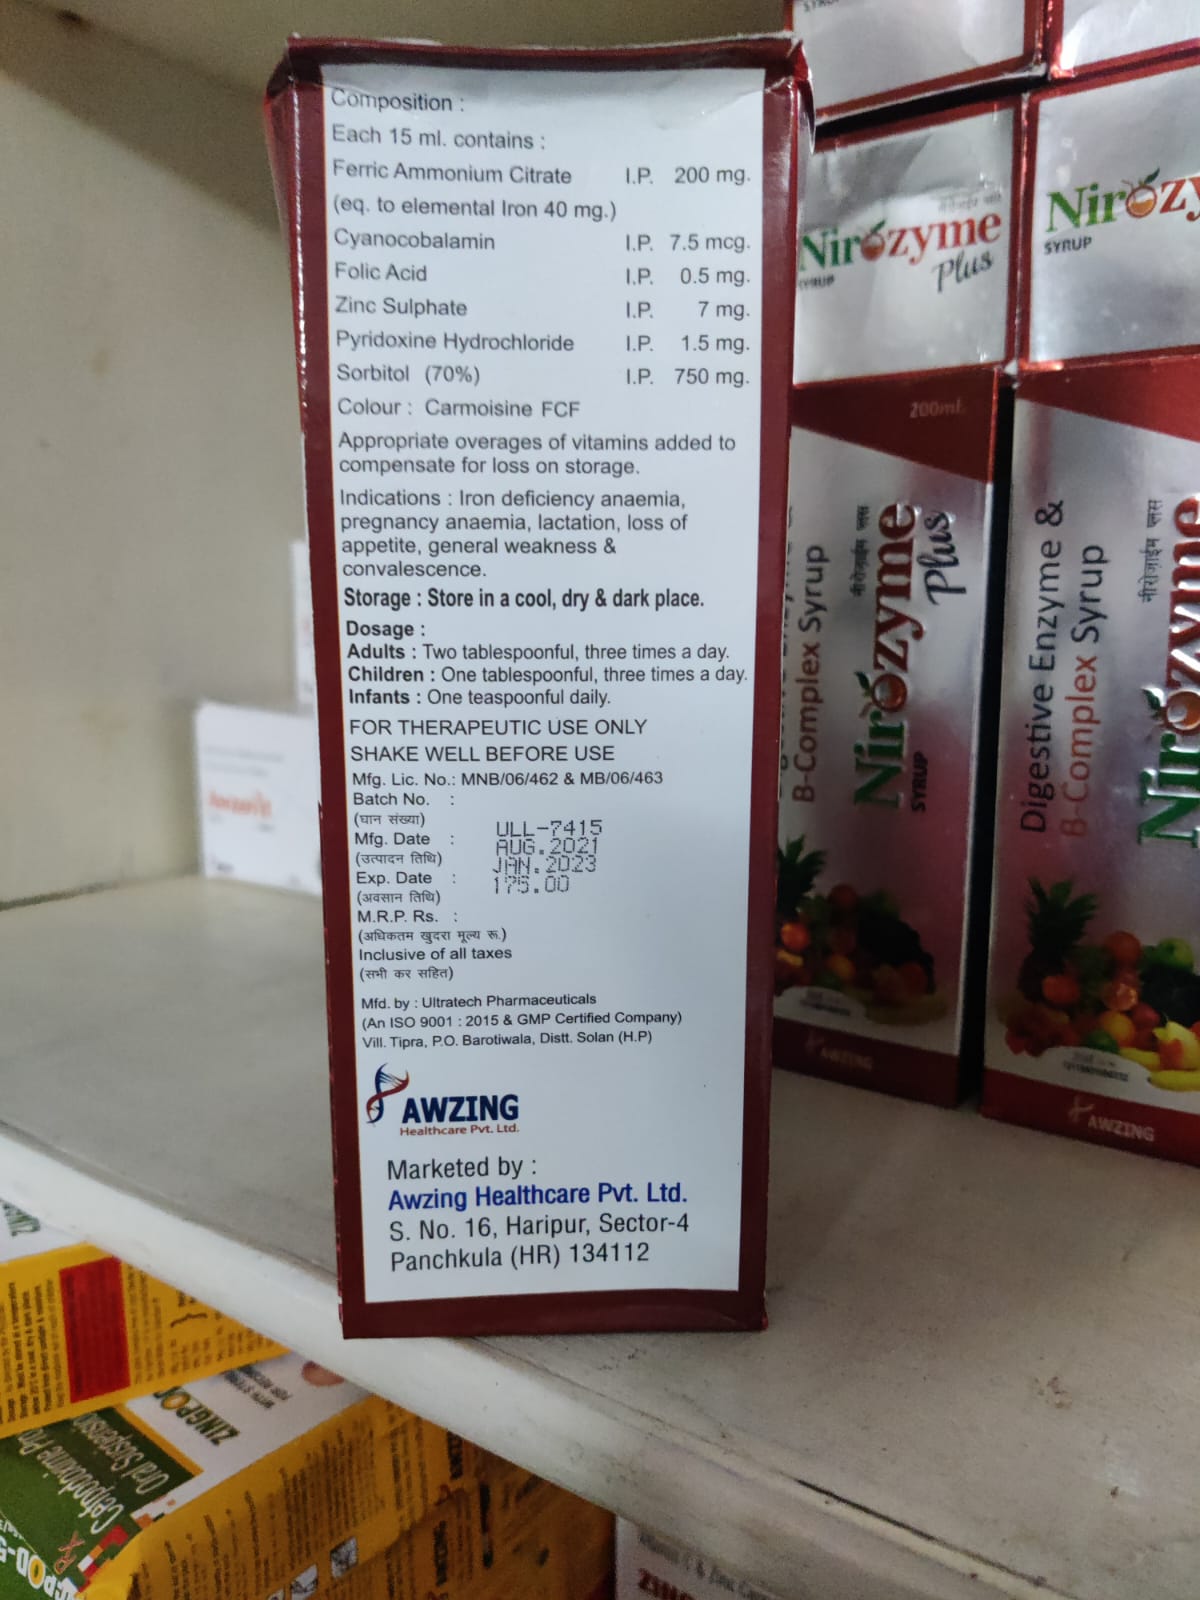 Composition :
Each 15 ml. contains :
Ferric Ammonium Citrate I.P. 200 mg.
(eq. to elemental Iron 40 mg.)
Cyanocobalamin I.P. 7.5 mcg.
Folic Acid I.P. 0.5 mg.
Zinc Sulphate I.P. 7 mg.
Pyridoxine Hydrochloride I.P. 1.5 mg.
Sorbitol (70%) I.P. 750 mg.
Colour : Carmoisine FCF
Appropriate overages of vitamins added to
compensate for loss on storage.
Indications : Iron deficiency anaemia,
pregnancy anaemia, lactation, loss of
appetite, general weakness &
convalescence.
Storage : Store in a cool, dry & dark place.
Dosage :
Adults : Two tablespoonful, three times a day.
Children : One tablespoonful, three times a day.
Infants : One teaspoonful daily.
FOR THERAPEUTIC USE ONLY
SHAKE WELL BEFORE USE
Mfg. Lic. No.: MNB/06/462 & MB/06/463
Batch No. :
(घान संख्या)
ULL-7415
Mfg. Date :
AUG.2021
(उत्पादन तिथि)
JAN.2023
Exp. Date :
175.00
(अवसान तिथि)
M.R.P. Rs. :
(अधिकतम खुदरा मूल्य रू.)
Inclusive of all taxes
(सभी कर सहित)
Mfd. by : Ultratech Pharmaceuticals
(An ISO 9001 : 2015 & GMP Certified Company)
Vill. Tipra, P.O. Barotiwala, Distt. Solan (H.P)
AWZING
Healthcare Pvt. Ltd.
Marketed by :
Awzing Healthcare Pvt. Ltd.
S. No. 16, Haripur, Sector-4
Panchkula (HR) 134112
Nirozyme
Plus
SYRUP
Nirozy
SYRUP
200ml.
B-Complex Syrup
नीरोज़ाईम प्लस
Nirozyme
Plus
SYRUP
AWZING
Digestive Enzyme &
B-Complex Syrup
नीरोज़ाईम प्लस
Nirozyme
AWZING
ZINGPOD
Cefpodoxime Pro
Oral Suspension